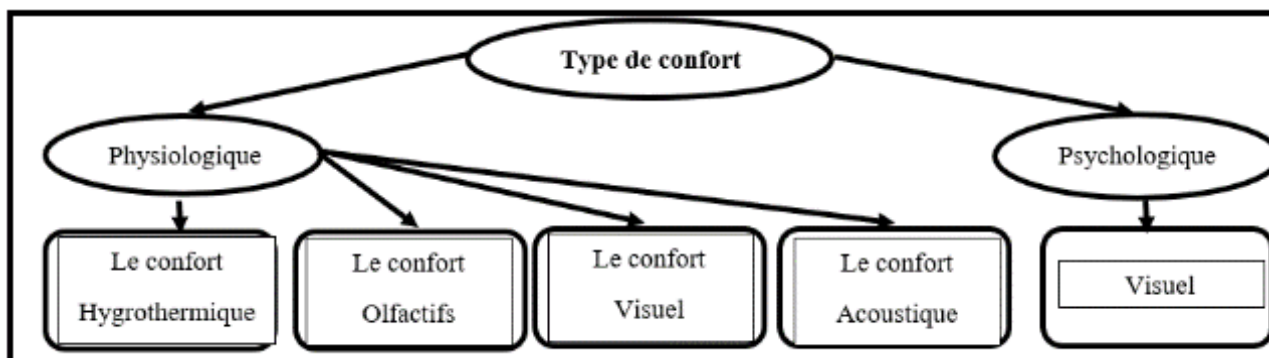 Type de confort
Physiologique
Psychologique
Le confort
Hygrothermique
Le confort
Olfactifs
Le confort
Visuel
Le confort
Acoustique
Visuel